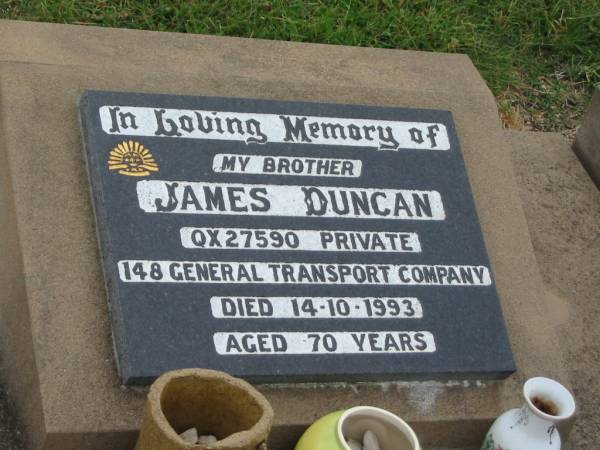 In Loving Memory of
MY BROTHER
JAMES DUNCAN
QX27590 PRIVATE
148 GENERAL TRANSPORT COMPANY
DIED 14-10-1993
AGED 70 YEARS